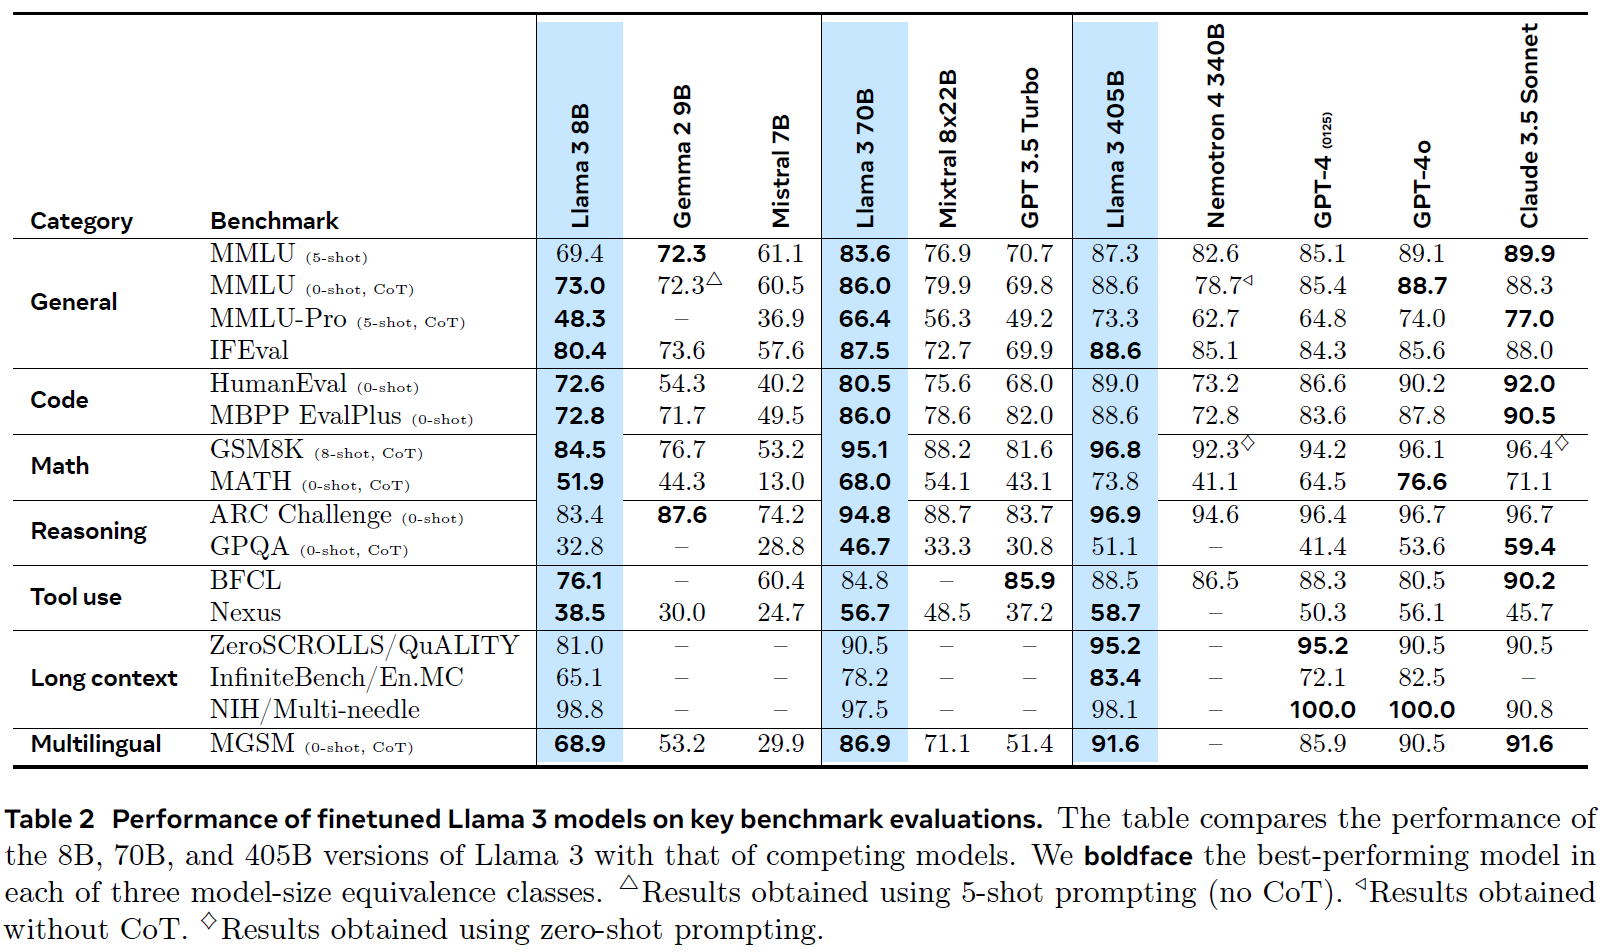 Category Benchmark Llama 3 8B Gemma 2 9B Mistral 7B Llama 3 70B Mixtral 8x22B GPT 3.5 Turbo Llama 3 405B Nemotron 4 340B GPT-4 (0125) GPT-4o Claude 3.5 Sonnet
General
MMLU (5-shot) 69.4 72.3 61.1 83.6 76.9 70.7 87.3 82.6 85.1 89.1 89.9
MMLU (0-shot, CoT) 73.0 72.3△ 60.5 86.0 79.9 69.8 88.6 78.7◁ 85.4 88.7 88.3
MMLU-Pro (5-shot, CoT) 48.3 – 36.9 66.4 56.3 49.2 73.3 62.7 64.8 74.0 77.0
IFEval 80.4 73.6 57.6 87.5 72.7 69.9 88.6 85.1 84.3 85.6 88.0
Code
HumanEval (0-shot) 72.6 54.3 40.2 80.5 75.6 68.0 89.0 73.2 86.6 90.2 92.0
MBPP EvalPlus (0-shot) 72.8 71.7 49.5 86.0 78.6 82.0 88.6 72.8 83.6 87.8 90.5
Math
GSM8K (8-shot, CoT) 84.5 76.7 53.2 95.1 88.2 81.6 96.8 92.3♢ 94.2 96.1 96.4♢
MATH (0-shot, CoT) 51.9 44.3 13.0 68.0 54.1 43.1 73.8 41.1 64.5 76.6 71.1
Reasoning
ARC Challenge (0-shot) 83.4 87.6 74.2 94.8 88.7 83.7 96.9 94.6 96.4 96.7 96.7
GPQA (0-shot, CoT) 32.8 – 28.8 46.7 33.3 30.8 51.1 – 41.4 53.6 59.4
Tool use
BFCL 76.1 – 60.4 84.8 – 85.9 88.5 86.5 88.3 80.5 90.2
Nexus 38.5 30.0 24.7 56.7 48.5 37.2 58.7 – 50.3 56.1 45.7
Long context
ZeroSCROLLS/QuALITY 81.0 – – 90.5 – – 95.2 – 95.2 90.5 90.5
InfiniteBench/En.MC 65.1 – – 78.2 – – 83.4 – 72.1 82.5 –
NIH/Multi-needle 98.8 – – 97.5 – – 98.1 – 100.0 100.0 90.8
Multilingual
MGSM (0-shot, CoT) 68.9 53.2 29.9 86.9 71.1 51.4 91.6 – 85.9 90.5 91.6
Table 2 Performance of finetuned Llama 3 models on key benchmark evaluations. The table compares the performance of
the 8B, 70B, and 405B versions of Llama 3 with that of competing models. We boldface the best-performing model in
each of three model-size equivalence classes. △Results obtained using 5-shot prompting (no CoT). ◁Results obtained
without CoT. ♢Results obtained using zero-shot prompting.